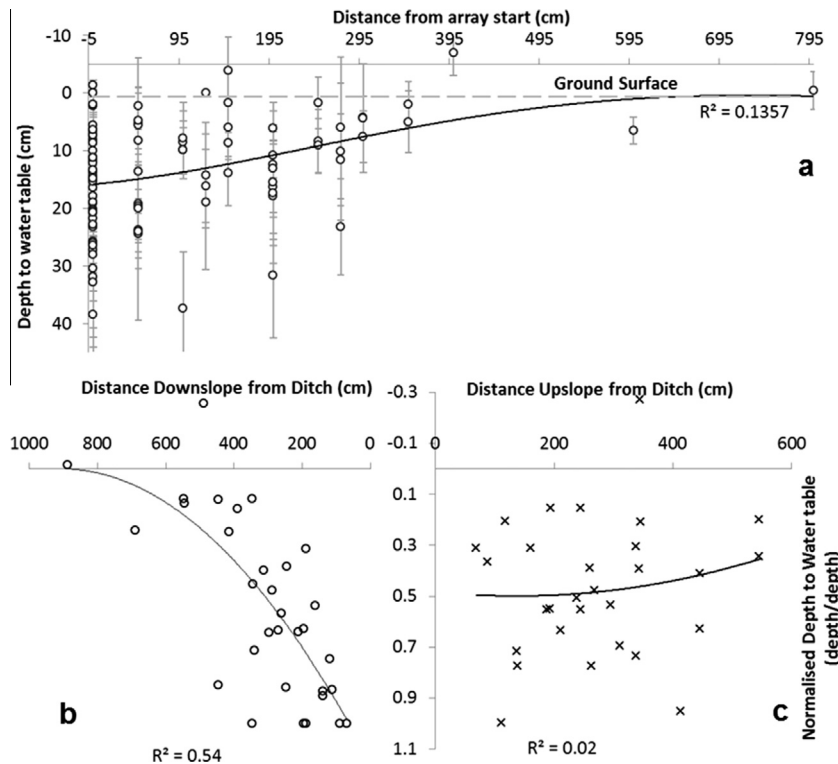 Distance from array start (cm)
-5 95 195 295 395 495 595 695 795
-10
0
10
20
30
40
Depth to water table (cm)
Ground Surface
R² = 0.1357
a
Distance Downslope from Ditch (cm)
1000 800 600 400 200 0
b
R² = 0.54
Distance Upslope from Ditch (cm)
-0.3
-0.1
0 200 400 600
0.1
0.3
0.5
0.7
0.9
1.1
Normalised Depth to Water table
(depth/depth)
c
R² = 0.02